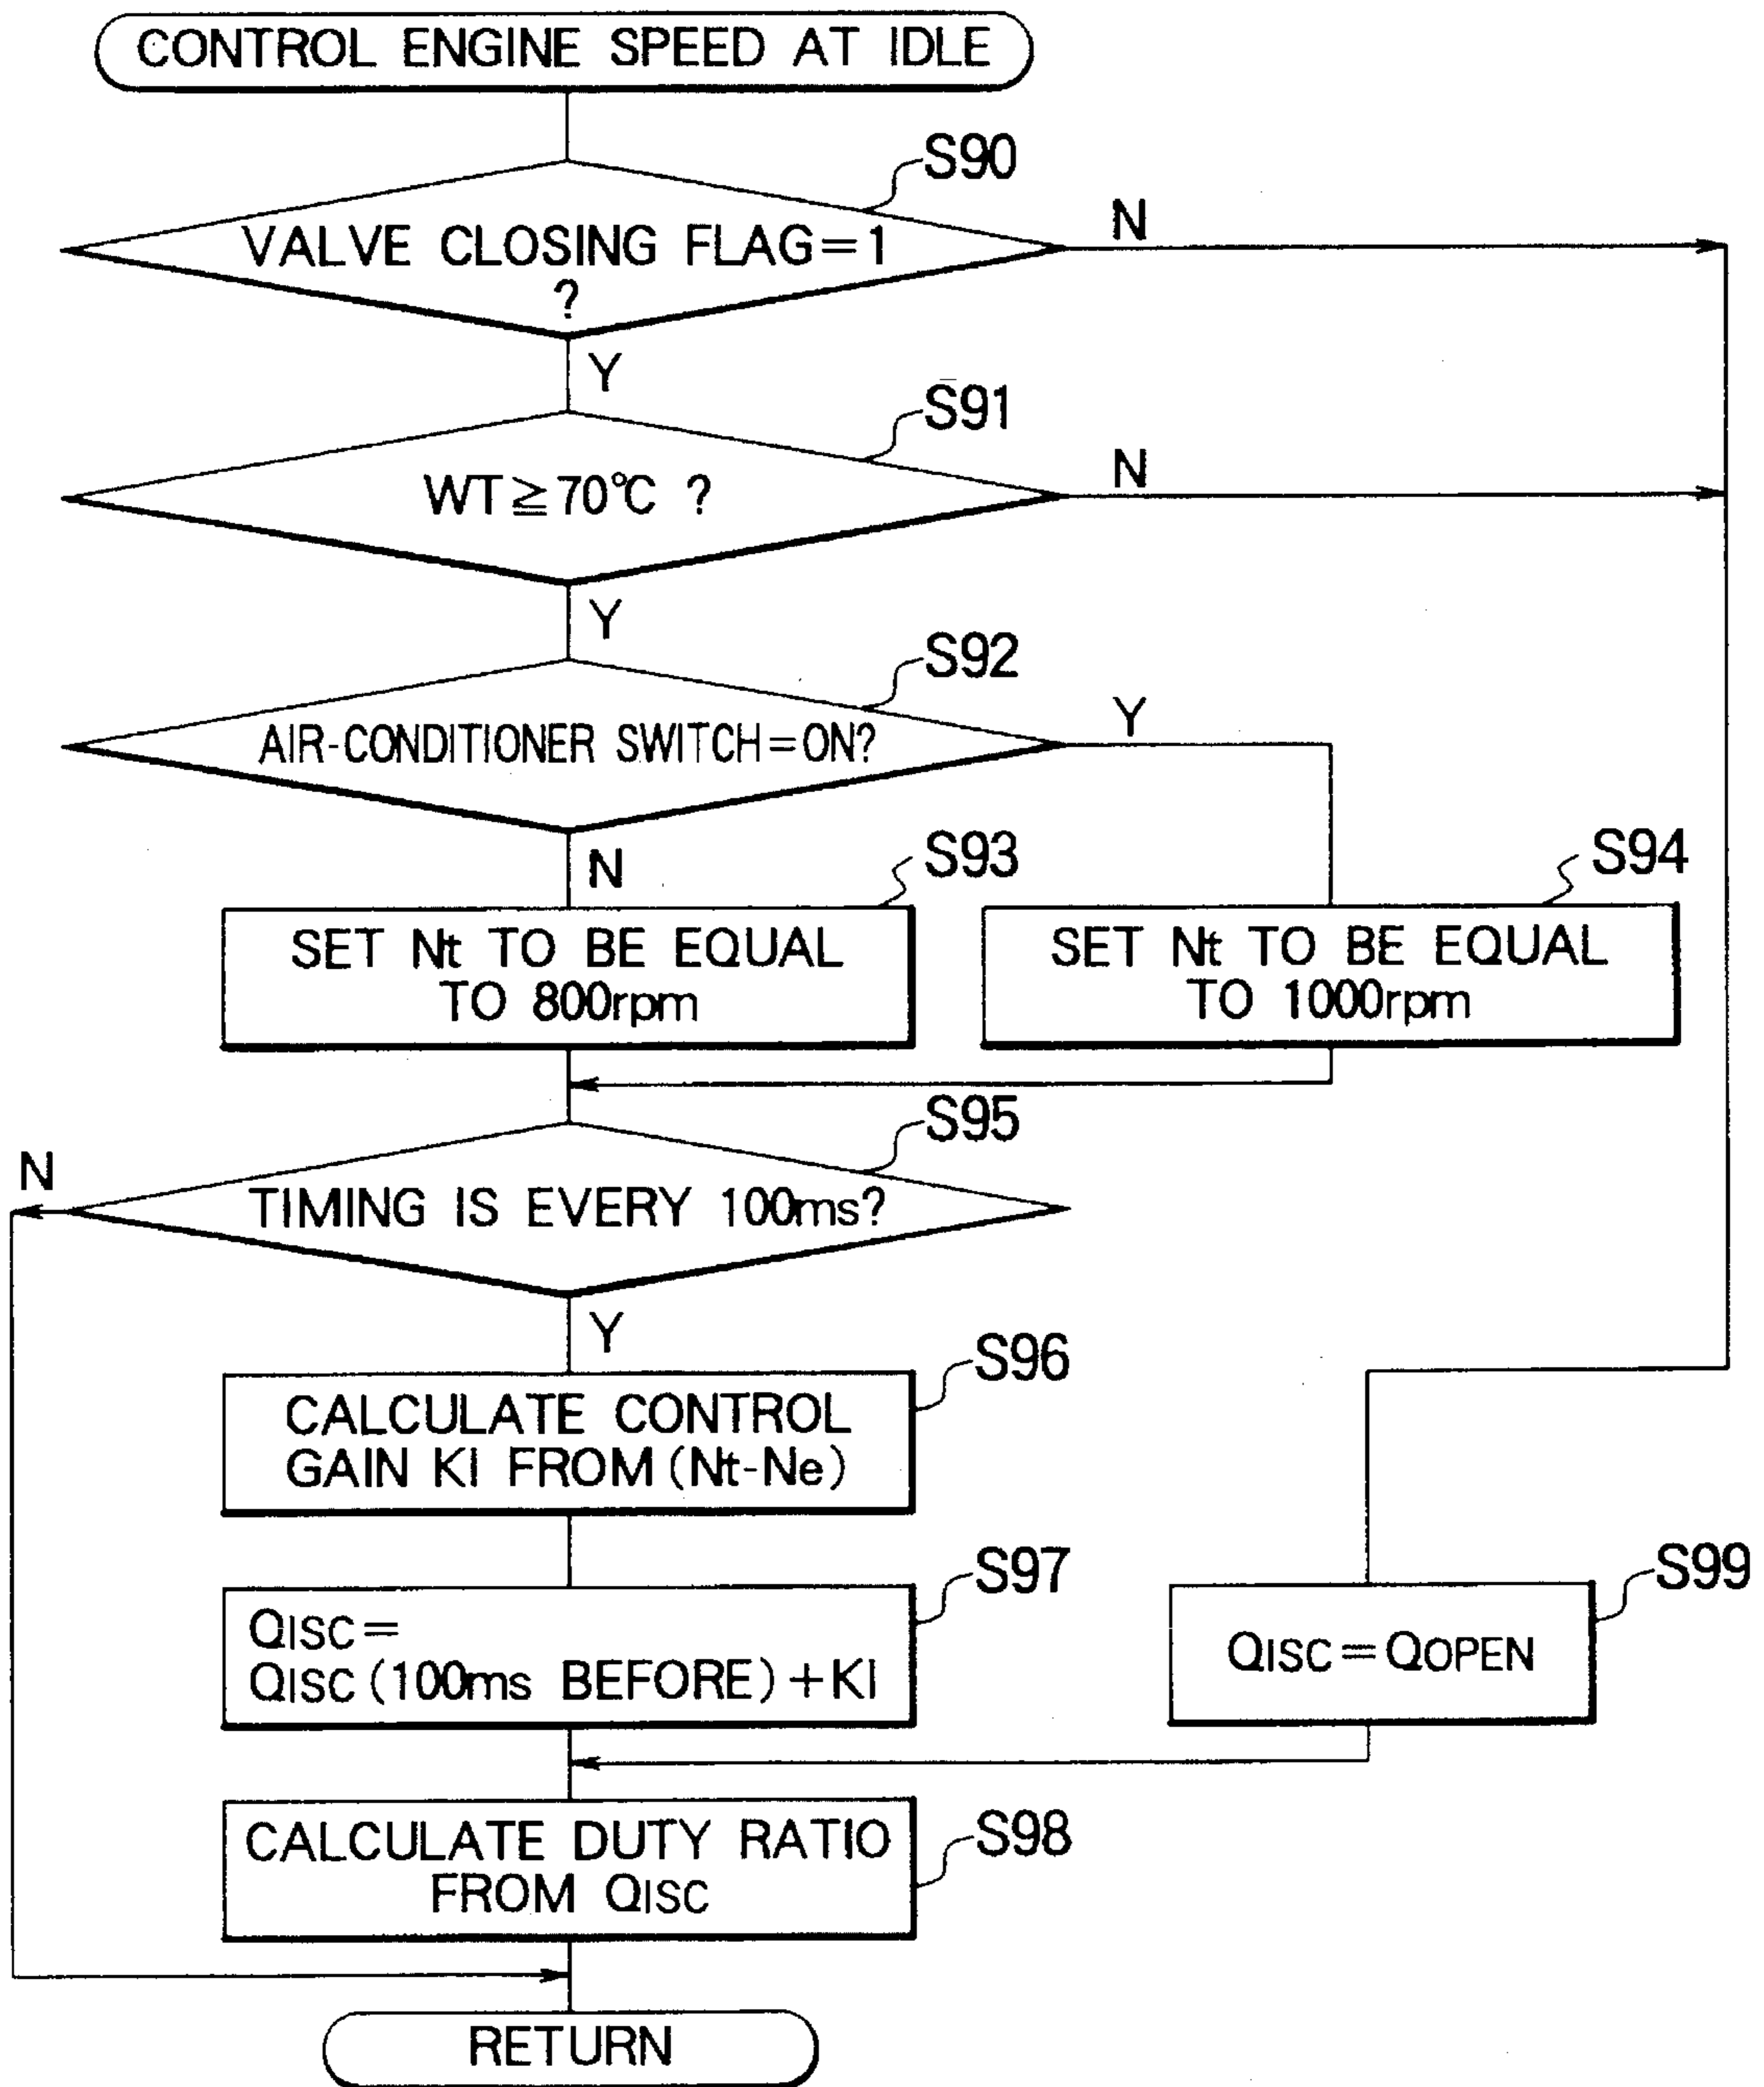 CONTROL ENGINE SPEED AT IDLE
S90
VALVE CLOSING FLAG=1
?
N
Y
S91
WT≧70℃ ?
N
Y
S92
AIR-CONDITIONER SWITCH=ON?
Y
N
S93
SET Nt TO BE EQUAL
TO 800rpm
S94
SET Nt TO BE EQUAL
TO 1000rpm
S95
N
TIMING IS EVERY 100ms?
Y
S96
CALCULATE CONTROL
GAIN KI FROM (Nt-Ne)
S97
QISC=
QISC (100ms BEFORE)+KI
S99
QISC=QOPEN
S98
CALCULATE DUTY RATIO
FROM QISC
RETURN